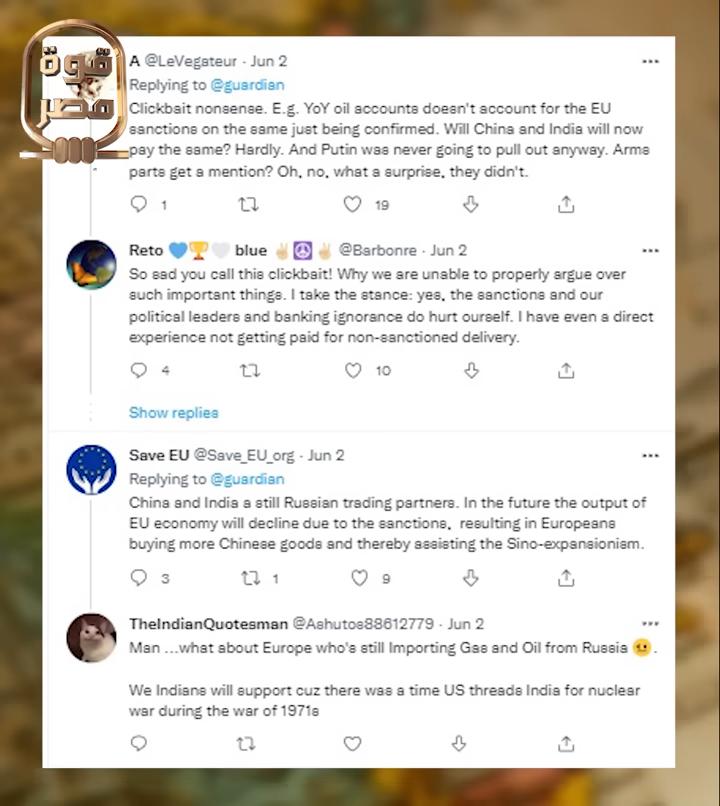 قوة
مصر
A @LeVegateur · Jun 2
Replying to @guardian
Clickbait nonsense. E.g. YoY oil accounts doesn't account for the EU
sanctions on the same just being confirmed. Will China and India will now
pay the same? Hardly. And Putin was never going to pull out anyway. Arms
parts get a mention? Oh, no, what a surprise, they didn't.
1 19
Reto 💙🏆🤍 blue ✌🏻☮️✌🏻 @Barbonre · Jun 2
So sad you call this clickbait! Why we are unable to properly argue over
such important things. I take the stance: yes, the sanctions and our
political leaders and banking ignorance do hurt ourself. I have even a direct
experience not getting paid for non-sanctioned delivery.
4 10
Show replies
Save EU @Save_EU_org · Jun 2
Replying to @guardian
China and India a still Russian trading partners. In the future the output of
EU economy will decline due to the sanctions, resulting in Europeans
buying more Chinese goods and thereby assisting the Sino-expansionism.
3 1 9
TheIndianQuotesman @Ashutos88612779 · Jun 2
Man ...what about Europe who's still Importing Gas and Oil from Russia 🫤.
We Indians will support cuz there was a time US threads India for nuclear
war during the war of 1971s